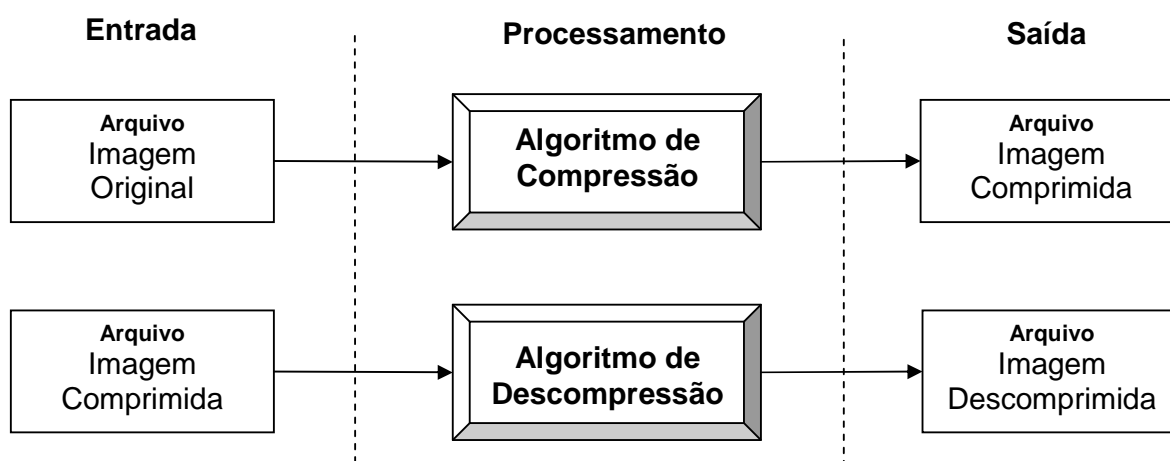 Entrada
Processamento
Saída
Arquivo
Imagem
Original
Algoritmo de
Compressão
Arquivo
Imagem
Comprimida
Arquivo
Imagem
Comprimida
Algoritmo de
Descompressão
Arquivo
Imagem
Descomprimida